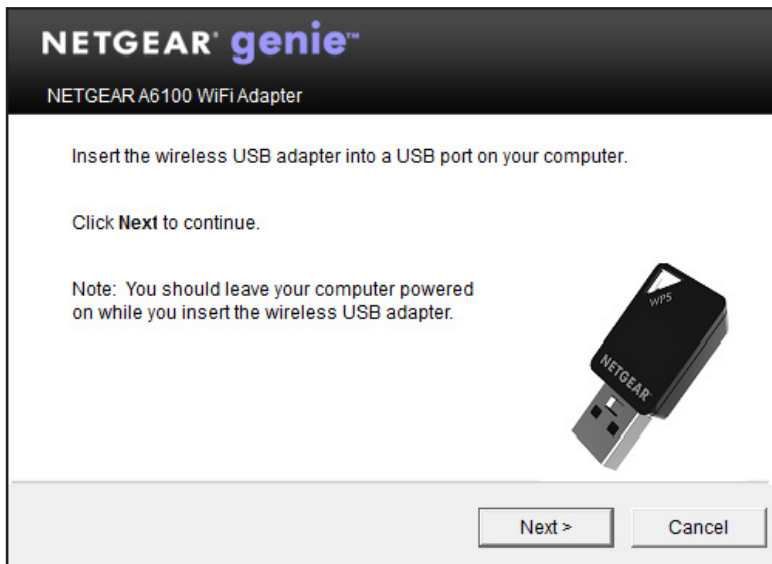 NETGEAR® genie™
NETGEAR A6100 WiFi Adapter
Insert the wireless USB adapter into a USB port on your computer.
Click Next to continue.
Note: You should leave your computer powered
on while you insert the wireless USB adapter.
WPS
NETGEAR
Next >
Cancel